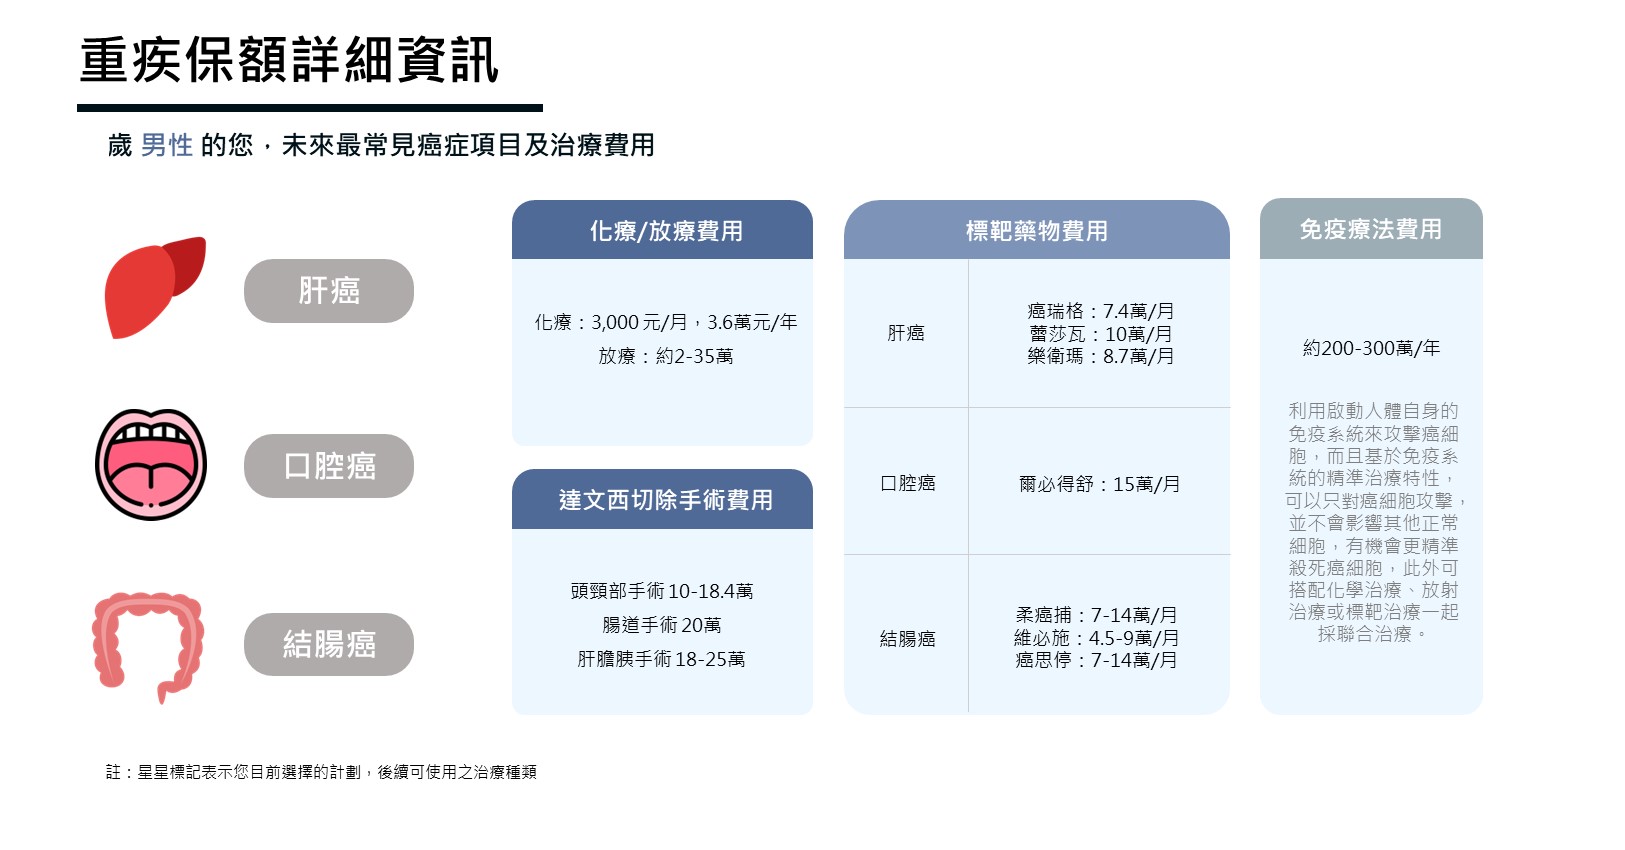 重疾保額詳細資訊
歲 男性 的您，未來最常見癌症項目及治療費用
肝癌
口腔癌
結腸癌
化療/放療費用
化療：3,000 元/月，3.6萬元/年
放療：約2-35萬
達文西切除手術費用
頭頸部手術 10-18.4萬
腸道手術 20萬
肝膽胰手術 18-25萬
標靶藥物費用
肝癌
癌瑞格：7.4萬/月
蕾莎瓦：10萬/月
樂衛瑪：8.7萬/月
口腔癌
爾必得舒：15萬/月
結腸癌
柔癌捕：7-14萬/月
維必施：4.5-9萬/月
癌思停：7-14萬/月
免疫療法費用
約200-300萬/年
利用啟動人體自身的
免疫系統來攻擊癌細
胞，而且基於免疫系
統的精準治療特性，
可以只對癌細胞攻擊，
並不會影響其他正常
細胞，有機會更精準
殺死癌細胞，此外可
搭配化學治療、放射
治療或標靶治療一起
採聯合治療。
註：星星標記表示您目前選擇的計劃，後續可使用之治療種類